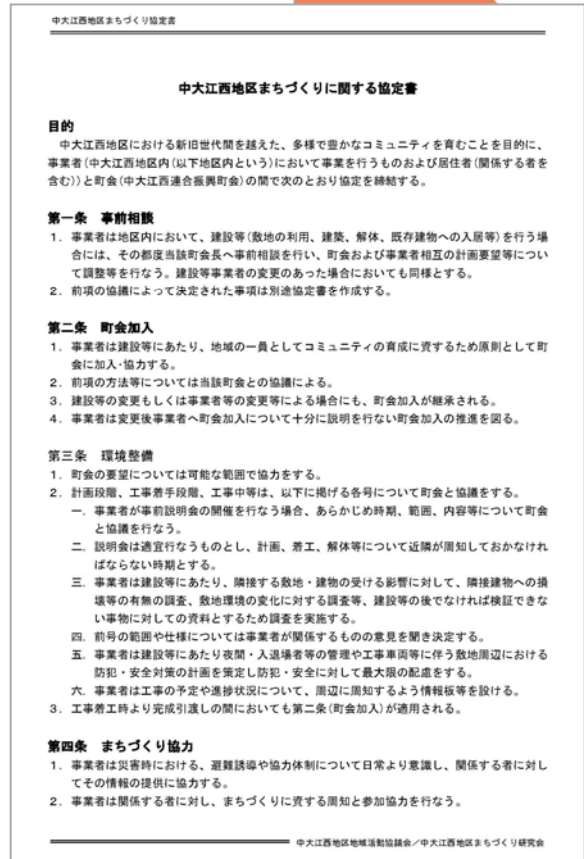 中大江西地区まちづくり協定書
中大江西地区まちづくりに関する協定書
目的
中大江西地区における新旧世代間を越えた、多様で豊かなコミュニティを育むことを目的に、
事業者(中大江西地区内(以下地区内という)において事業を行うものおよび居住者(関係する者を
含む))と町会(中大江西連合振興町会)の間で次のとおり協定を締結する。
第一条 事前相談
1. 事業者は地区内において、建設等(敷地の利用、建築、解体、既存建物への入居等)を行う場
合には、その都度当該町会長へ事前相談を行い、町会および事業者相互の計画要望等につい
て調整等を行なう。建設等事業者の変更のあった場合においても同様とする。
2. 前項の協議によって決定された事項は別途協定書を作成する。
第二条 町会加入
1. 事業者は建設等にあたり、地域の一員としてコミュニティの育成に資するため原則として町
会に加入・協力する。
2. 前項の方法等については当該町会との協議による。
3. 建設等の変更もしくは事業者等の変更等による場合にも、町会加入が継承される。
4. 事業者は変更後事業者へ町会加入について十分に説明を行ない町会加入の推進を図る。
第三条 環境整備
1. 町会の要望については可能な範囲で協力をする。
2. 計画段階、工事着手段階、工事中等は、以下に掲げる各号について町会と協議をする。
一. 事業者が事前説明会の開催を行なう場合、あらかじめ時期、範囲、内容等について町会
と協議を行なう。
二. 説明会は適宜行なうものとし、計画、着工、解体等について近隣が周知しておかなけれ
ばならない時期とする。
三. 事業者は建設等にあたり、隣接する敷地・建物の受ける影響に対して、隣接建物への損
壊等の有無の調査、敷地環境の変化に対する調査等、建設等の後でなければ検証できな
い事物に対しての資料とするため調査を実施する。
四. 前号の範囲や仕様については事業者が関係するものの意見を聞き決定する。
五. 事業者は建設等にあたり夜間・入退場者等の管理や工事車両等に伴う敷地周辺における
防犯・安全対策の計画を策定し防犯・安全に対して最大限の配慮をする。
六. 事業者は工事の予定や進捗状況について、周辺に周知するよう情報板等を設ける。
3. 工事着工時より完成引渡しの間においても第二条(町会加入)が適用される。
第四条 まちづくり協力
1. 事業者は災害時における、避難誘導や協力体制について日常より意識し、関係する者に対し
てその情報の提供に協力する。
2. 事業者は関係する者に対し、まちづくりに資する周知と参加協力を行なう。
中大江西地区地域活動協議会/中大江西地区まちづくり研究会